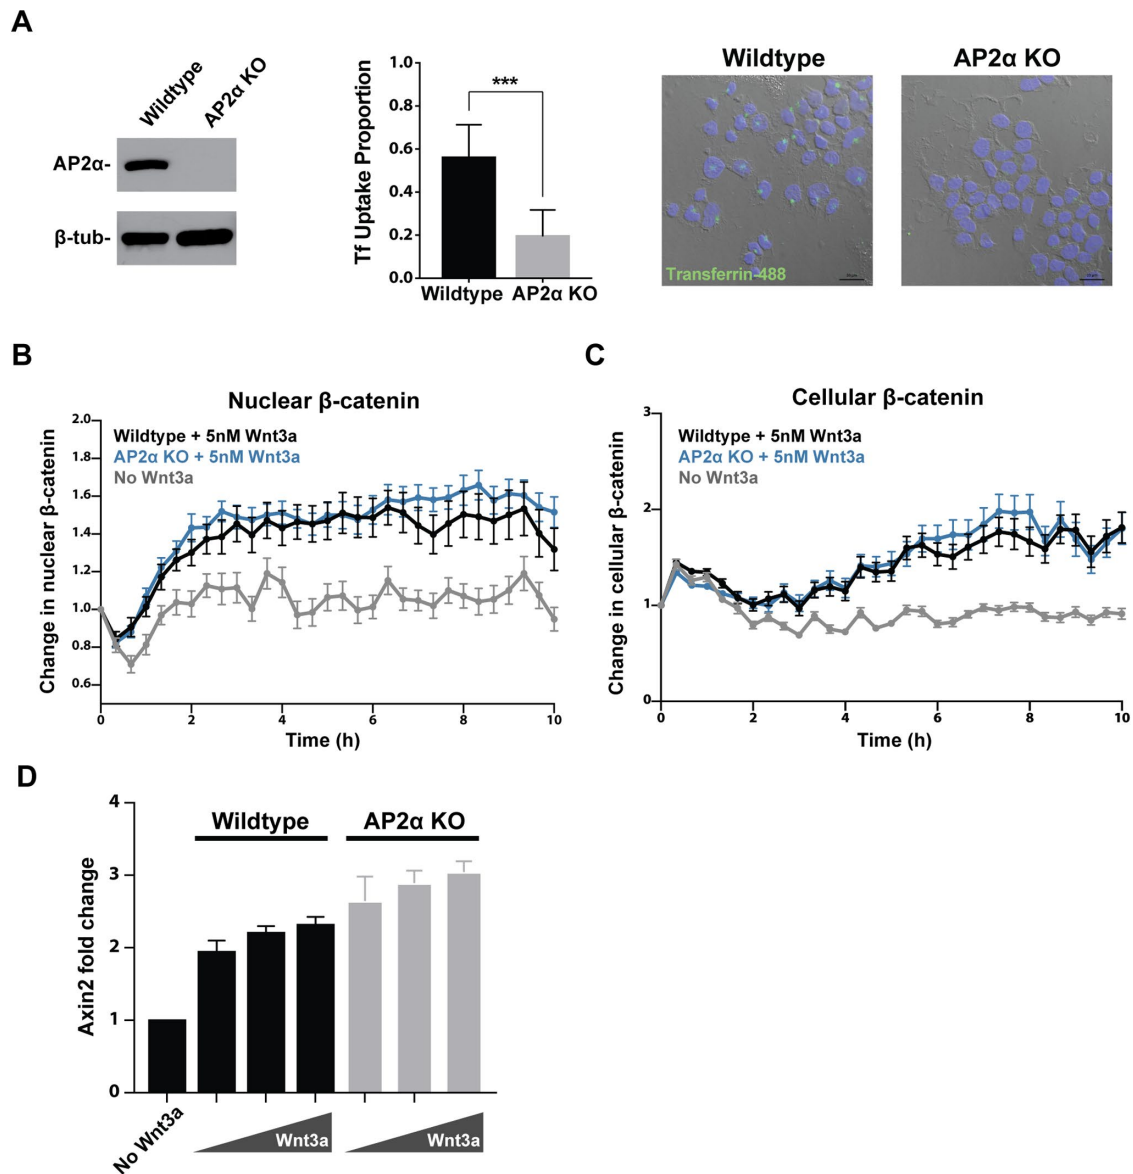 A
Wildtype
AP2α KO
AP2α-
β-tub-
Tf Uptake Proportion
1.0
0.8
0.6
0.4
0.2
0.0
***
Wildtype
AP2α KO
Wildtype
AP2α KO
Transferrin-488
B
Nuclear β-catenin
Change in nuclear β-catenin
2.0
1.8
1.6
1.4
1.2
1.0
0.8
0.6
Wildtype + 5nM Wnt3a
AP2α KO + 5nM Wnt3a
No Wnt3a
0 2 4 6 8 10
Time (h)
C
Cellular β-catenin
Change in cellular β-catenin
3
2
1
0
Wildtype + 5nM Wnt3a
AP2α KO + 5nM Wnt3a
No Wnt3a
0 2 4 6 8 10
Time (h)
D
Axin2 fold change
4
3
2
1
0
Wildtype
AP2α KO
No Wnt3a
Wnt3a
Wnt3a